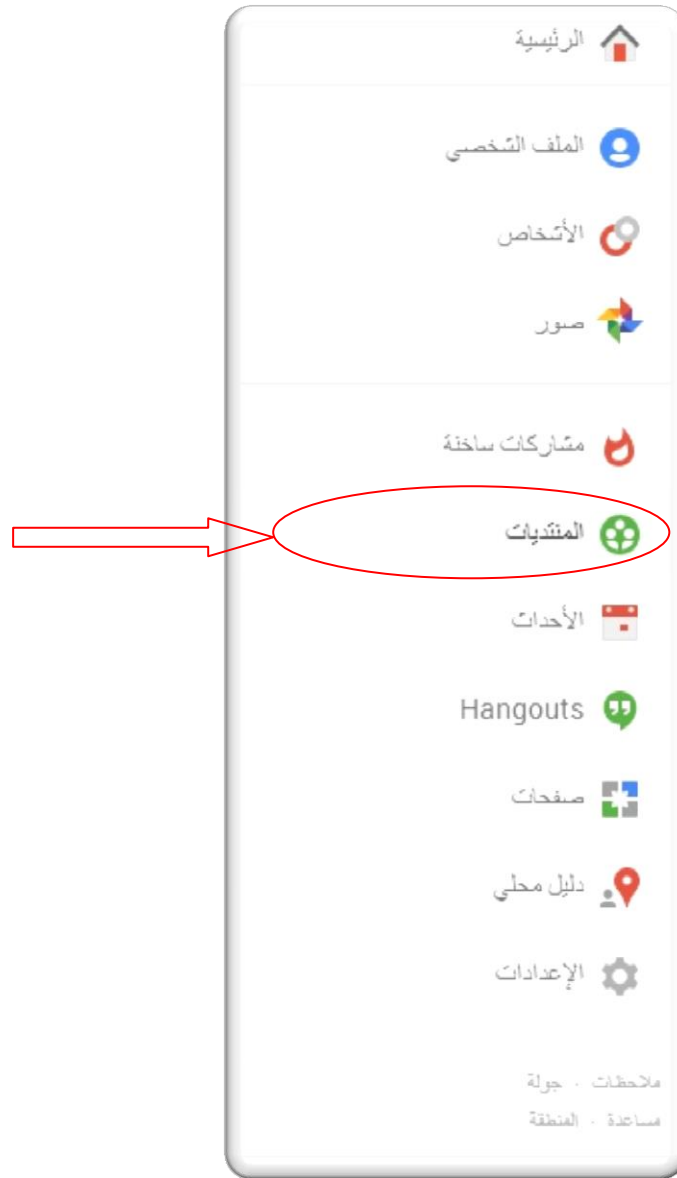 الرئيسية
الملف الشخصي
الأشخاص
صور
مشاركات ساخنة
المنتديات
الأحداث
Hangouts
صفحات
دليل محلي
الإعدادات
ملاحظات · جولة
مساعدة · المنطقة